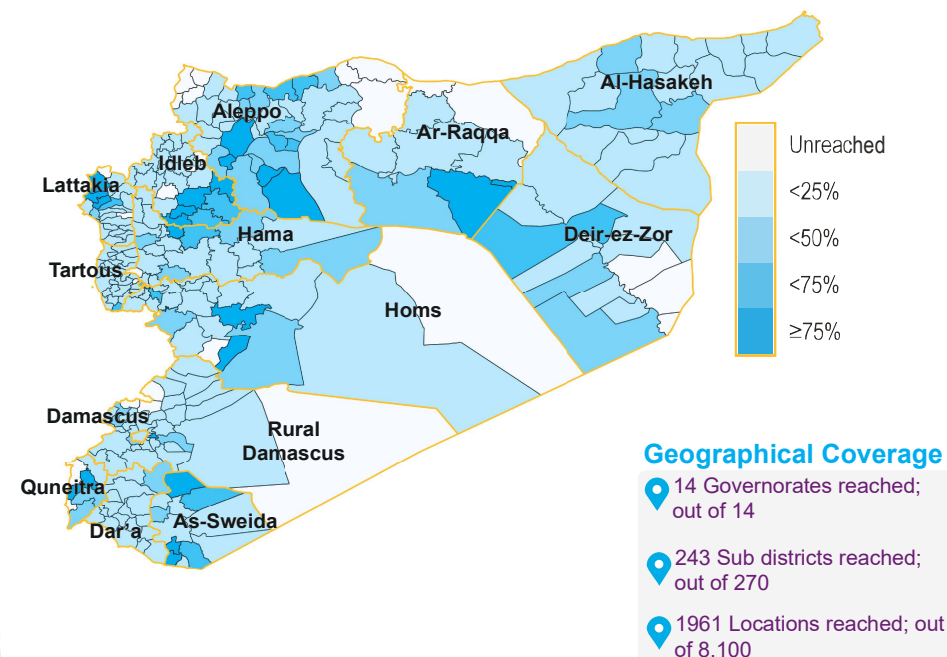 Al-Hasakeh
Aleppo
Ar-Raqqa
Idleb
Lattakia
Hama
Deir-ez-Zor
Tartous
Homs
Damascus
Rural
Damascus
Quneitra
As-Sweida
Dar'a
Unreached
<25%
<50%
<75%
≥75%
Geographical Coverage
14 Governorates reached;
out of 14
243 Sub districts reached;
out of 270
1961 Locations reached; out
of 8,100